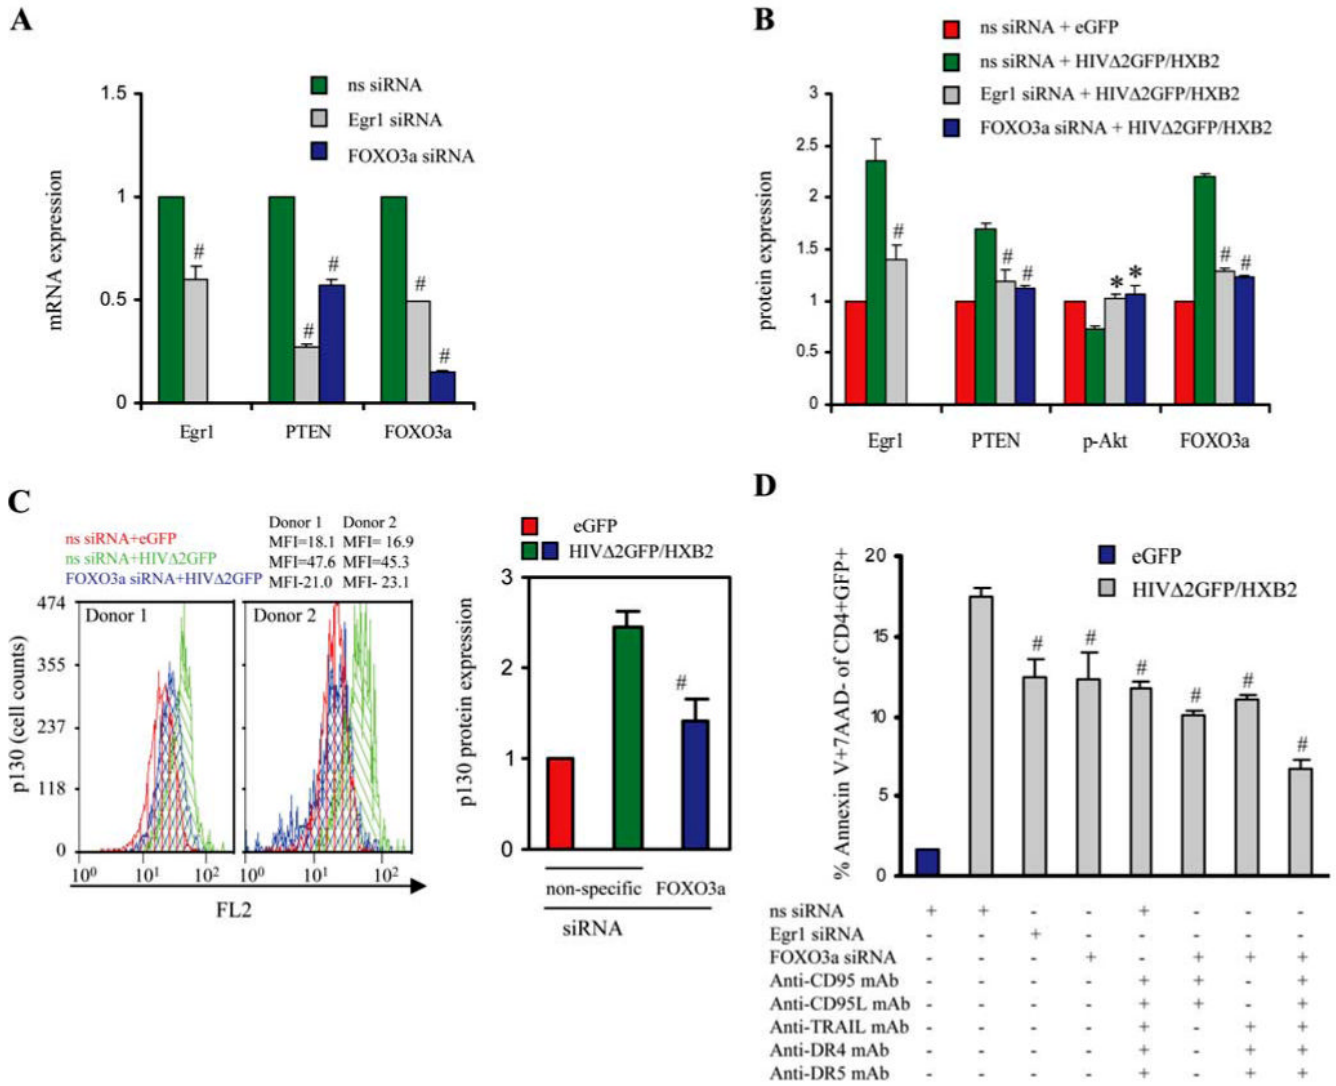 A
ns siRNA
Egr1 siRNA
FOXO3a siRNA
mRNA expression
1.5
1
0.5
0
#
#
#
#
#
Egr1 PTEN FOXO3a
B
ns siRNA + eGFP
ns siRNA + HIVΔ2GFP/HXB2
Egr1 siRNA + HIVΔ2GFP/HXB2
FOXO3a siRNA + HIVΔ2GFP/HXB2
protein expression
3
2.5
2
1.5
1
0.5
0
#
# #
* *
# #
Egr1 PTEN p-Akt FOXO3a
C
Donor 1 Donor 2
ns siRNA+eGFP MFI=18.1 MFI= 16.9
ns siRNA+HIVΔ2GFP MFI=47.6 MFI=45.3
FOXO3a siRNA+HIVΔ2GFP MFI-21.0 MFI- 23.1
p130 (cell counts)
474
355
237
118
0
Donor 1
Donor 2
10⁰ 10¹ 10² 10⁰ 10¹ 10²
FL2
eGFP
HIVΔ2GFP/HXB2
p130 protein expression
3
2
1
0
#
non-specific FOXO3a
siRNA
D
eGFP
HIVΔ2GFP/HXB2
% Annexin V+7AAD- of CD4+GFP+
20
15
10
5
0
# # # # # #
ns siRNA + + - - + - - -
Egr1 siRNA - - + - - - - -
FOXO3a siRNA - - - + - + + +
Anti-CD95 mAb - - - - + + - +
Anti-CD95L mAb - - - - + + - +
Anti-TRAIL mAb - - - - + - + +
Anti-DR4 mAb - - - - + - + +
Anti-DR5 mAb - - - - + - + +